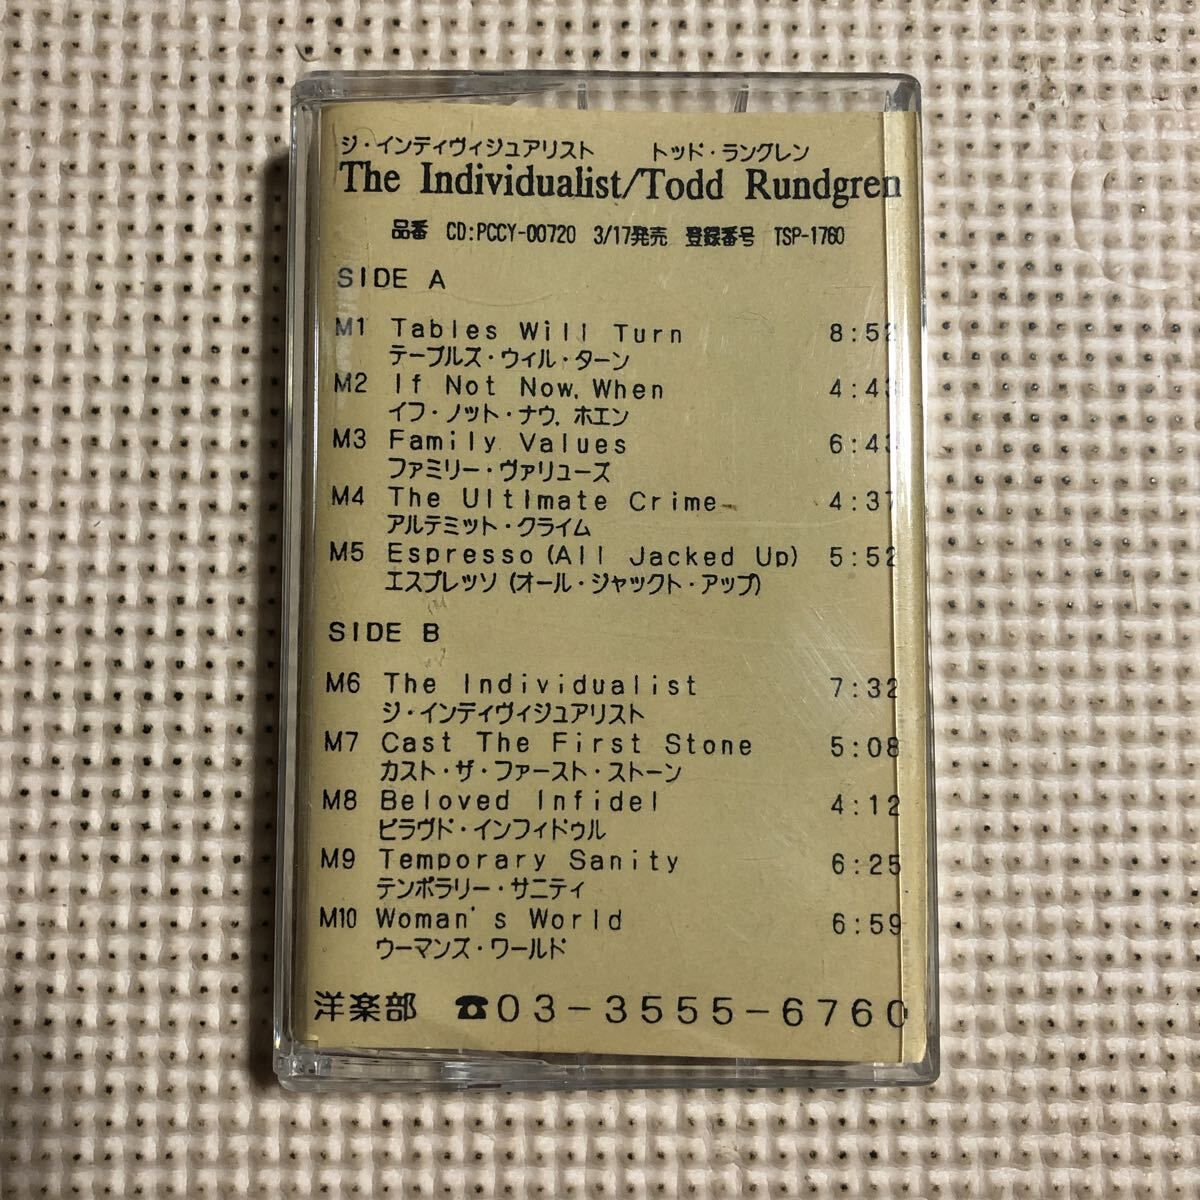 ジ・インディヴィジュアリスト トッド・ラングレン
The Individualist/Todd Rundgren
品番 CD:PCCY-00720 3/17発売 登録番号 TSP-1760
SIDE A
M1 Tables Will Turn 8:52
テーブルズ・ウィル・ターン
M2 If Not Now, When 4:43
イフ・ノット・ナウ, ホエン
M3 Family Values 6:43
ファミリー・ヴァリューズ
M4 The Ultimate Crime 4:37
アルテミット・クライム
M5 Espresso (All Jacked Up) 5:52
エスプレッソ (オール・ジャックト・アップ)
SIDE B
M6 The Individualist 7:32
ジ・インディヴィジュアリスト
M7 Cast The First Stone 5:08
カスト・ザ・ファースト・ストーン
M8 Beloved Infidel 4:12
ビラヴド・インフィドゥル
M9 Temporary Sanity 6:25
テンポラリー・サニティ
M10 Woman's World 6:59
ウーマンズ・ワールド
洋楽部 ☎03-3555-6760